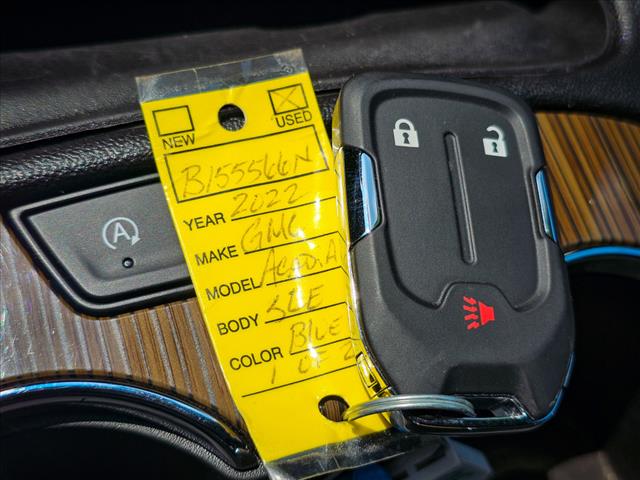 NEW USED
B155566N
YEAR 2022
MAKE GMC
MODEL Acadia
BODY SLE
COLOR Blue
1 OF 2
A